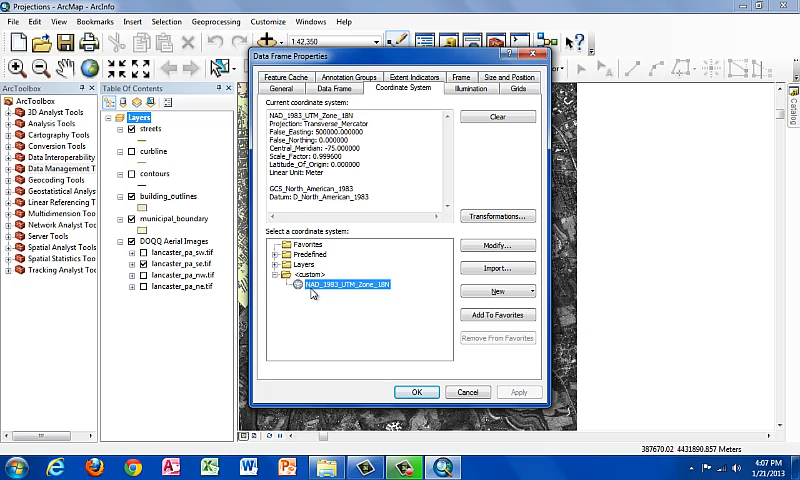 Projections - ArcMap - ArcInfo
File Edit View Bookmarks Insert Selection Geoprocessing Customize Windows Help
1:42,350
ArcToolbox
ArcToolbox
3D Analyst Tools
Analysis Tools
Cartography Tools
Conversion Tools
Data Interoperability
Data Management T
Geocoding Tools
Geostatistical Analys
Linear Referencing T
Multidimension Tool
Network Analyst Too
Server Tools
Spatial Analyst Tools
Spatial Statistics Too
Tracking Analyst Too
Table Of Contents
Layers
streets
curbline
contours
building_outlines
municipal_boundary
DOQQ Aerial Images
lancaster_pa_sw.tif
lancaster_pa_se.tif
lancaster_pa_nw.tif
lancaster_pa_ne.tif
Data Frame Properties
Feature Cache Annotation Groups Extent Indicators Frame Size and Position
General Data Frame Coordinate System Illumination Grids
Current coordinate system:
NAD_1983_UTM_Zone_18N
Projection: Transverse_Mercator
False_Easting: 500000.000000
False_Northing: 0.000000
Central_Meridian: -75.000000
Scale_Factor: 0.999600
Latitude_Of_Origin: 0.000000
Linear Unit: Meter
GCS_North_American_1983
Datum: D_North_American_1983
Clear
Transformations...
Select a coordinate system:
Favorites
Predefined
Layers
<custom>
NAD_1983_UTM_Zone_18N
Modify...
Import...
New
Add To Favorites
Remove From Favorites
OK Cancel Apply
Catalog
387670.02 4431890.857 Meters
4:07 PM
1/21/2013